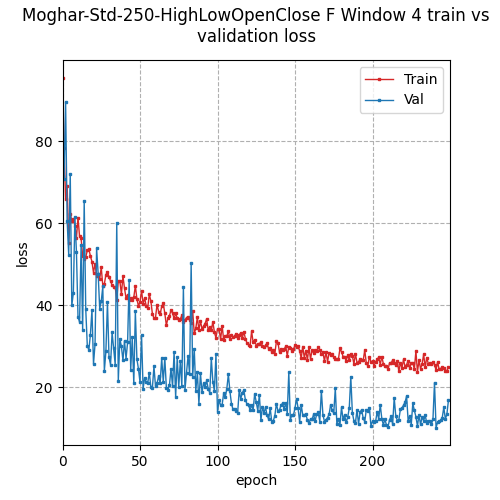 Moghar-Std-250-HighLowOpenClose F Window 4 train vs
validation loss
Train
Val
80
60
40
20
loss
0
50
100
150
200
epoch